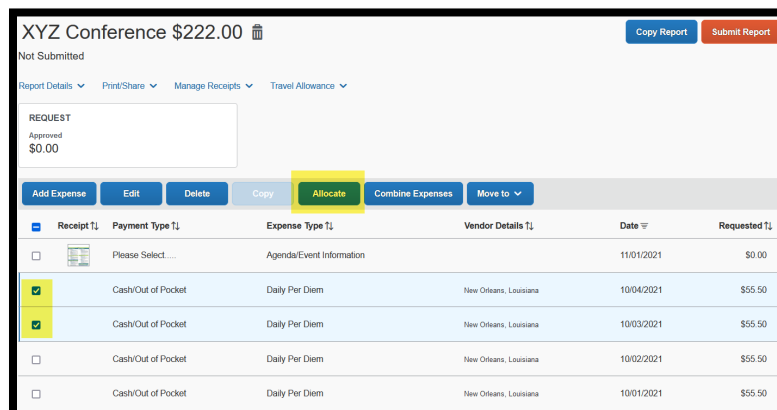 XYZ Conference $222.00
Copy Report Submit Report
Not Submitted
Report Details Print/Share Manage Receipts Travel Allowance
REQUEST
Approved
$0.00
Add Expense Edit Delete Copy Allocate Combine Expenses Move to
Receipt Payment Type Expense Type Vendor Details Date Requested
Please Select..... Agenda/Event Information 11/01/2021 $0.00
Cash/Out of Pocket Daily Per Diem New Orleans, Louisiana 10/04/2021 $55.50
Cash/Out of Pocket Daily Per Diem New Orleans, Louisiana 10/03/2021 $55.50
Cash/Out of Pocket Daily Per Diem New Orleans, Louisiana 10/02/2021 $55.50
Cash/Out of Pocket Daily Per Diem New Orleans, Louisiana 10/01/2021 $55.50